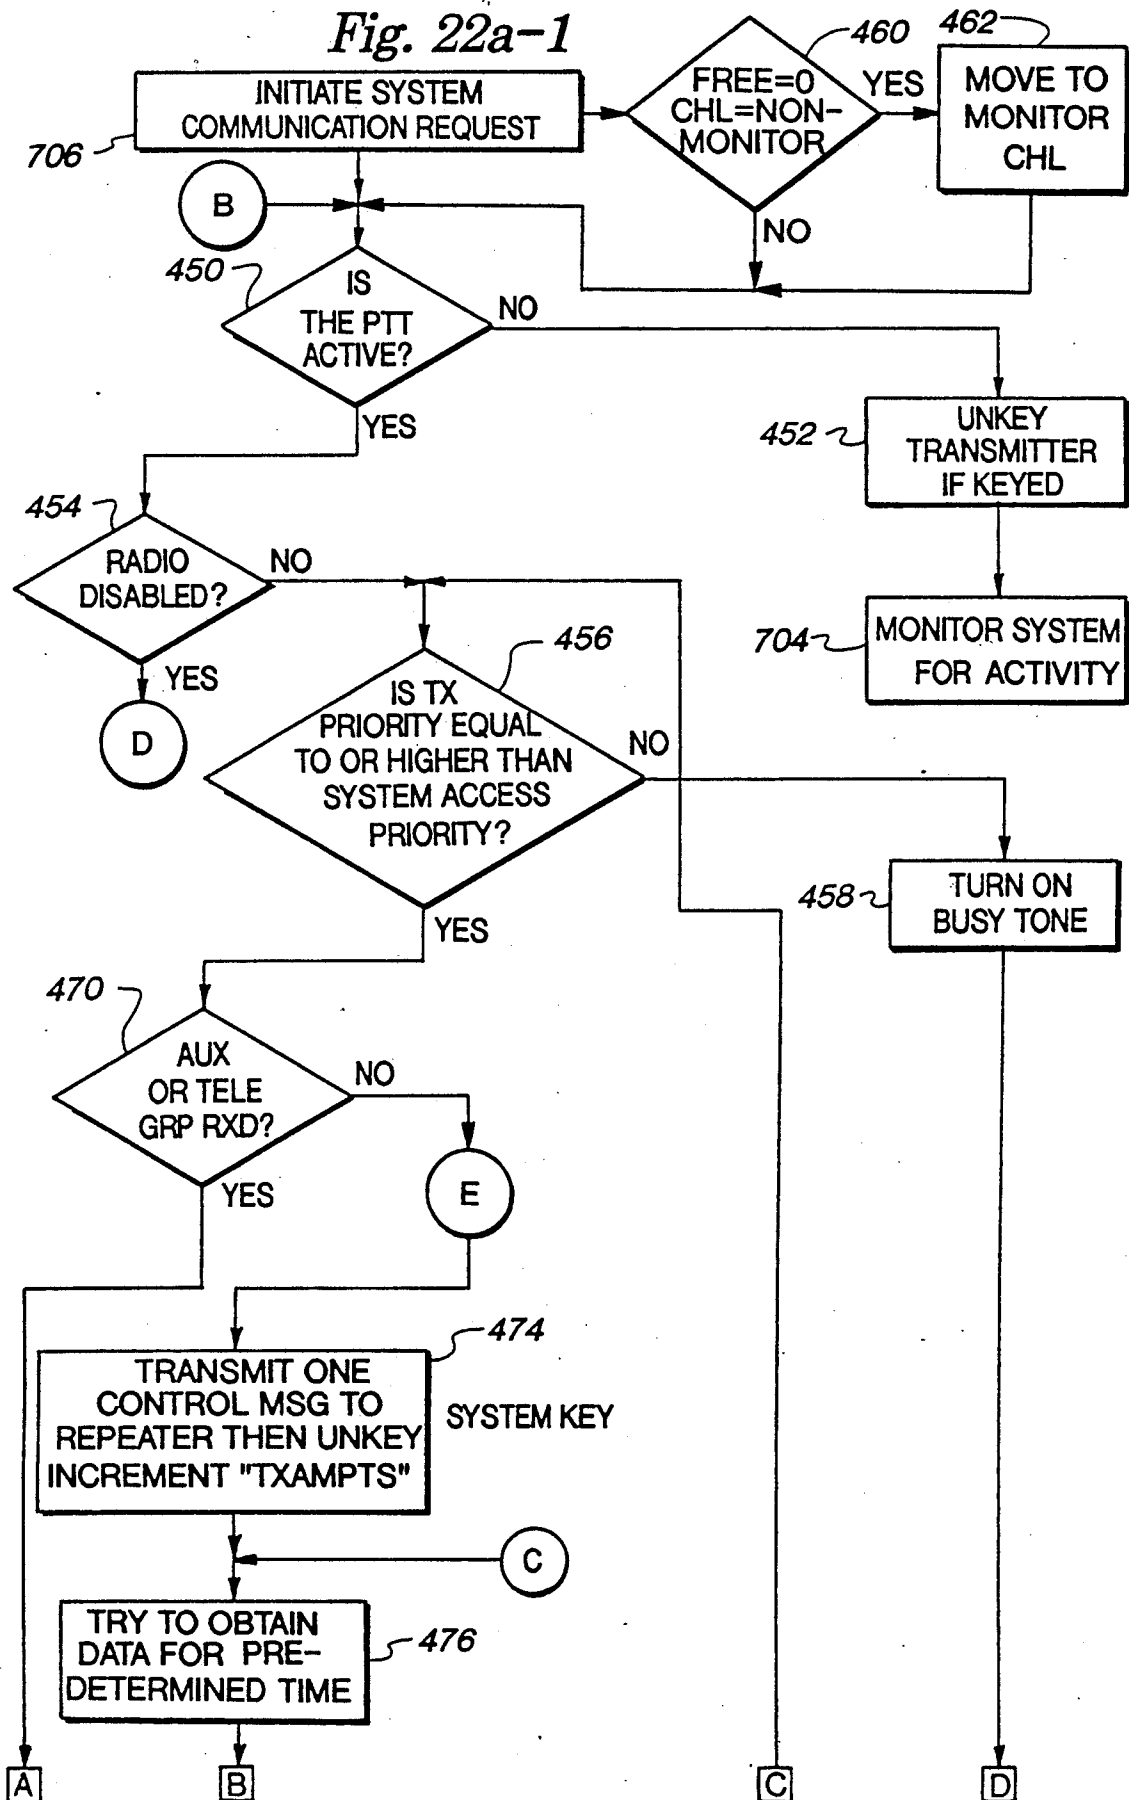 Fig. 22a-1
INITIATE SYSTEM
COMMUNICATION REQUEST
706
FREE=0
CHL=NON-
MONITOR
460
YES
462
MOVE TO
MONITOR
CHL
NO
B
450
IS
THE PTT
ACTIVE?
NO
YES
452
UNKEY
TRANSMITTER
IF KEYED
454
RADIO
DISABLED?
NO
YES
D
704
MONITOR SYSTEM
FOR ACTIVITY
456
IS TX
PRIORITY EQUAL
TO OR HIGHER THAN
SYSTEM ACCESS
PRIORITY?
NO
YES
458
TURN ON
BUSY TONE
470
AUX
OR TELE
GRP RXD?
NO
YES
E
474
TRANSMIT ONE
CONTROL MSG TO
REPEATER THEN UNKEY
INCREMENT "TXAMPTS"
SYSTEM KEY
C
TRY TO OBTAIN
DATA FOR PRE-
DETERMINED TIME
476
A
B
C
D